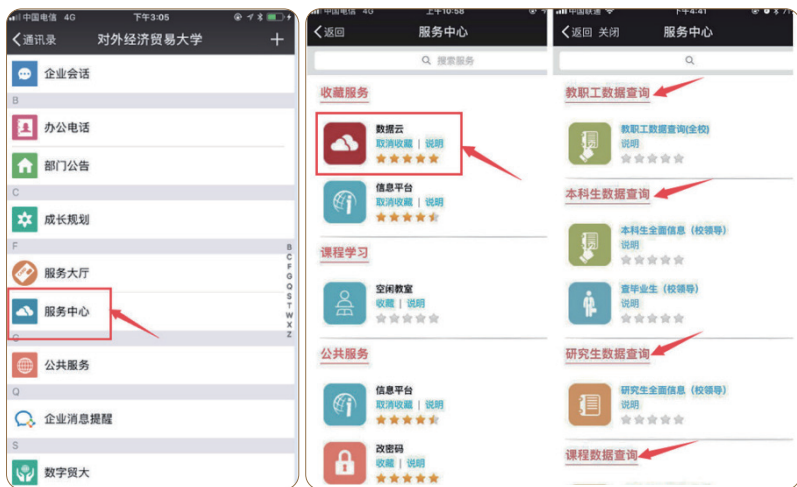 中国电信 4G 下午3:05
通讯录 对外经济贸易大学 +
企业会话
B
办公电话
部门公告
C
成长规划
F
服务大厅
服务中心
G
公共服务
Q
企业消息提醒
S
数字贸大
B
C
F
G
Q
S
T
W
X
Z
中国电信 4G 上午10:58
返回 服务中心
搜索服务
收藏服务
数据云
取消收藏 | 说明
信息平台
取消收藏 | 说明
课程学习
空闲教室
收藏 | 说明
公共服务
信息平台
取消收藏 | 说明
改密码
收藏 | 说明
中国联通 下午4:41
返回 关闭 服务中心
教职工数据查询
教职工数据查询(全校)
说明
本科生数据查询
本科生全面信息（校领导）
说明
查毕业生（校领导）
说明
研究生数据查询
研究生全面信息（校领导）
说明
课程数据查询